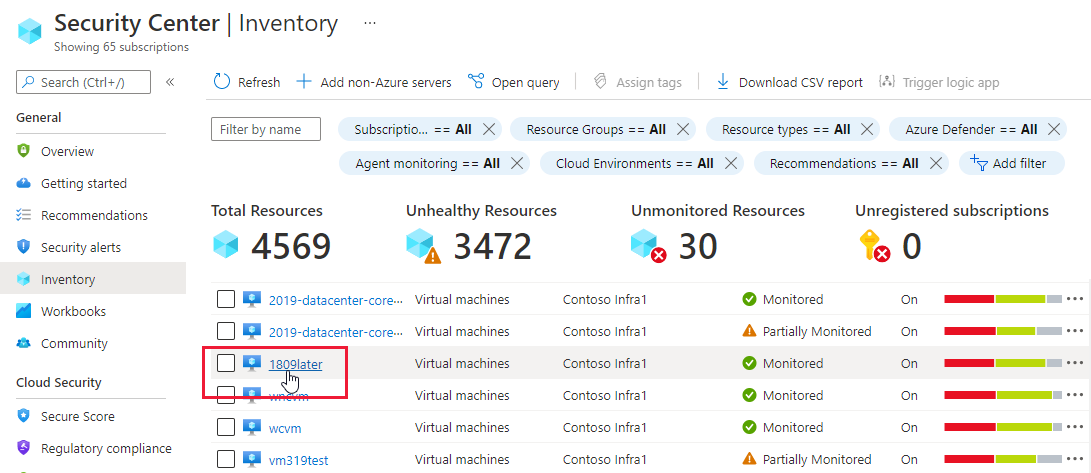 Security Center | Inventory ...
Showing 65 subscriptions
Search (Ctrl+/) «
Refresh Add non-Azure servers Open query Assign tags Download CSV report Trigger logic app
General
Overview
Getting started
Recommendations
Security alerts
Inventory
Workbooks
Community
Cloud Security
Secure Score
Regulatory compliance
Filter by name Subscriptio... == All Resource Groups == All Resource types == All Azure Defender == All
Agent monitoring == All Cloud Environments == All Recommendations == All Add filter
Total Resources Unhealthy Resources Unmonitored Resources Unregistered subscriptions
4569 3472 30 0
2019-datacenter-core... Virtual machines Contoso Infra1 Monitored On ...
2019-datacenter-core... Virtual machines Contoso Infra1 Partially Monitored On ...
1809later Virtual machines Contoso Infra1 Monitored On ...
Virtual machines Contoso Infra1 Monitored On ...
wcvm Virtual machines Contoso Infra1 Monitored On ...
vm319test Virtual machines Contoso Infra1 Partially Monitored On ...